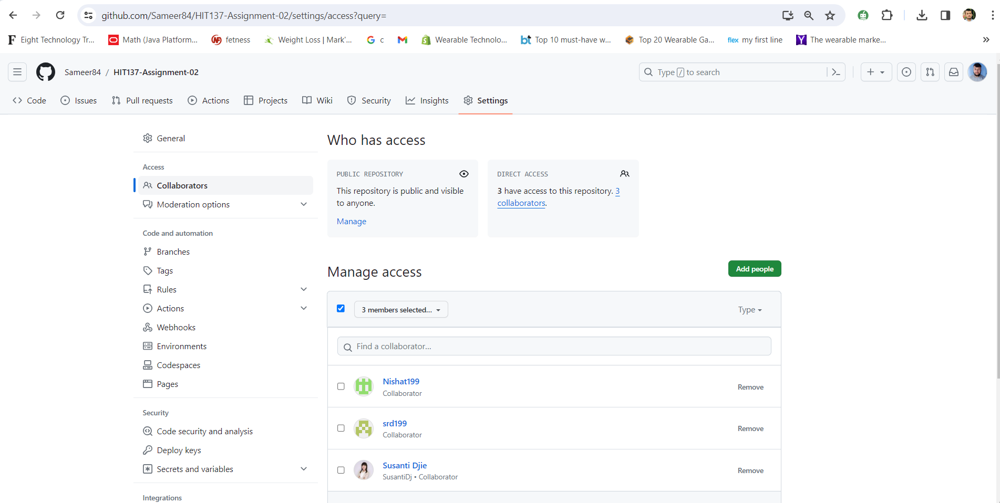 github.com/Sameer84/HIT137-Assignment-02/settings/access?query=
Eight Technology Tr... Math (Java Platform... fetness Weight Loss | Mark'... c Wearable Technolo... Top 10 must-have w... Top 20 Wearable Ga... flex my first line The wearable marke...
Sameer84 / HIT137-Assignment-02
Type / to search
Code Issues Pull requests Actions Projects Wiki Security Insights Settings
General
Access
Collaborators
Moderation options
Code and automation
Branches
Tags
Rules
Actions
Webhooks
Environments
Codespaces
Pages
Security
Code security and analysis
Deploy keys
Secrets and variables
Integrations
Who has access
PUBLIC REPOSITORY
This repository is public and visible
to anyone.
Manage
DIRECT ACCESS
3 have access to this repository. 3
collaborators.
Manage access
Add people
3 members selected...
Type
Find a collaborator...
Nishat199
Collaborator
Remove
srd199
Collaborator
Remove
Susanti Djie
SusantiDj • Collaborator
Remove